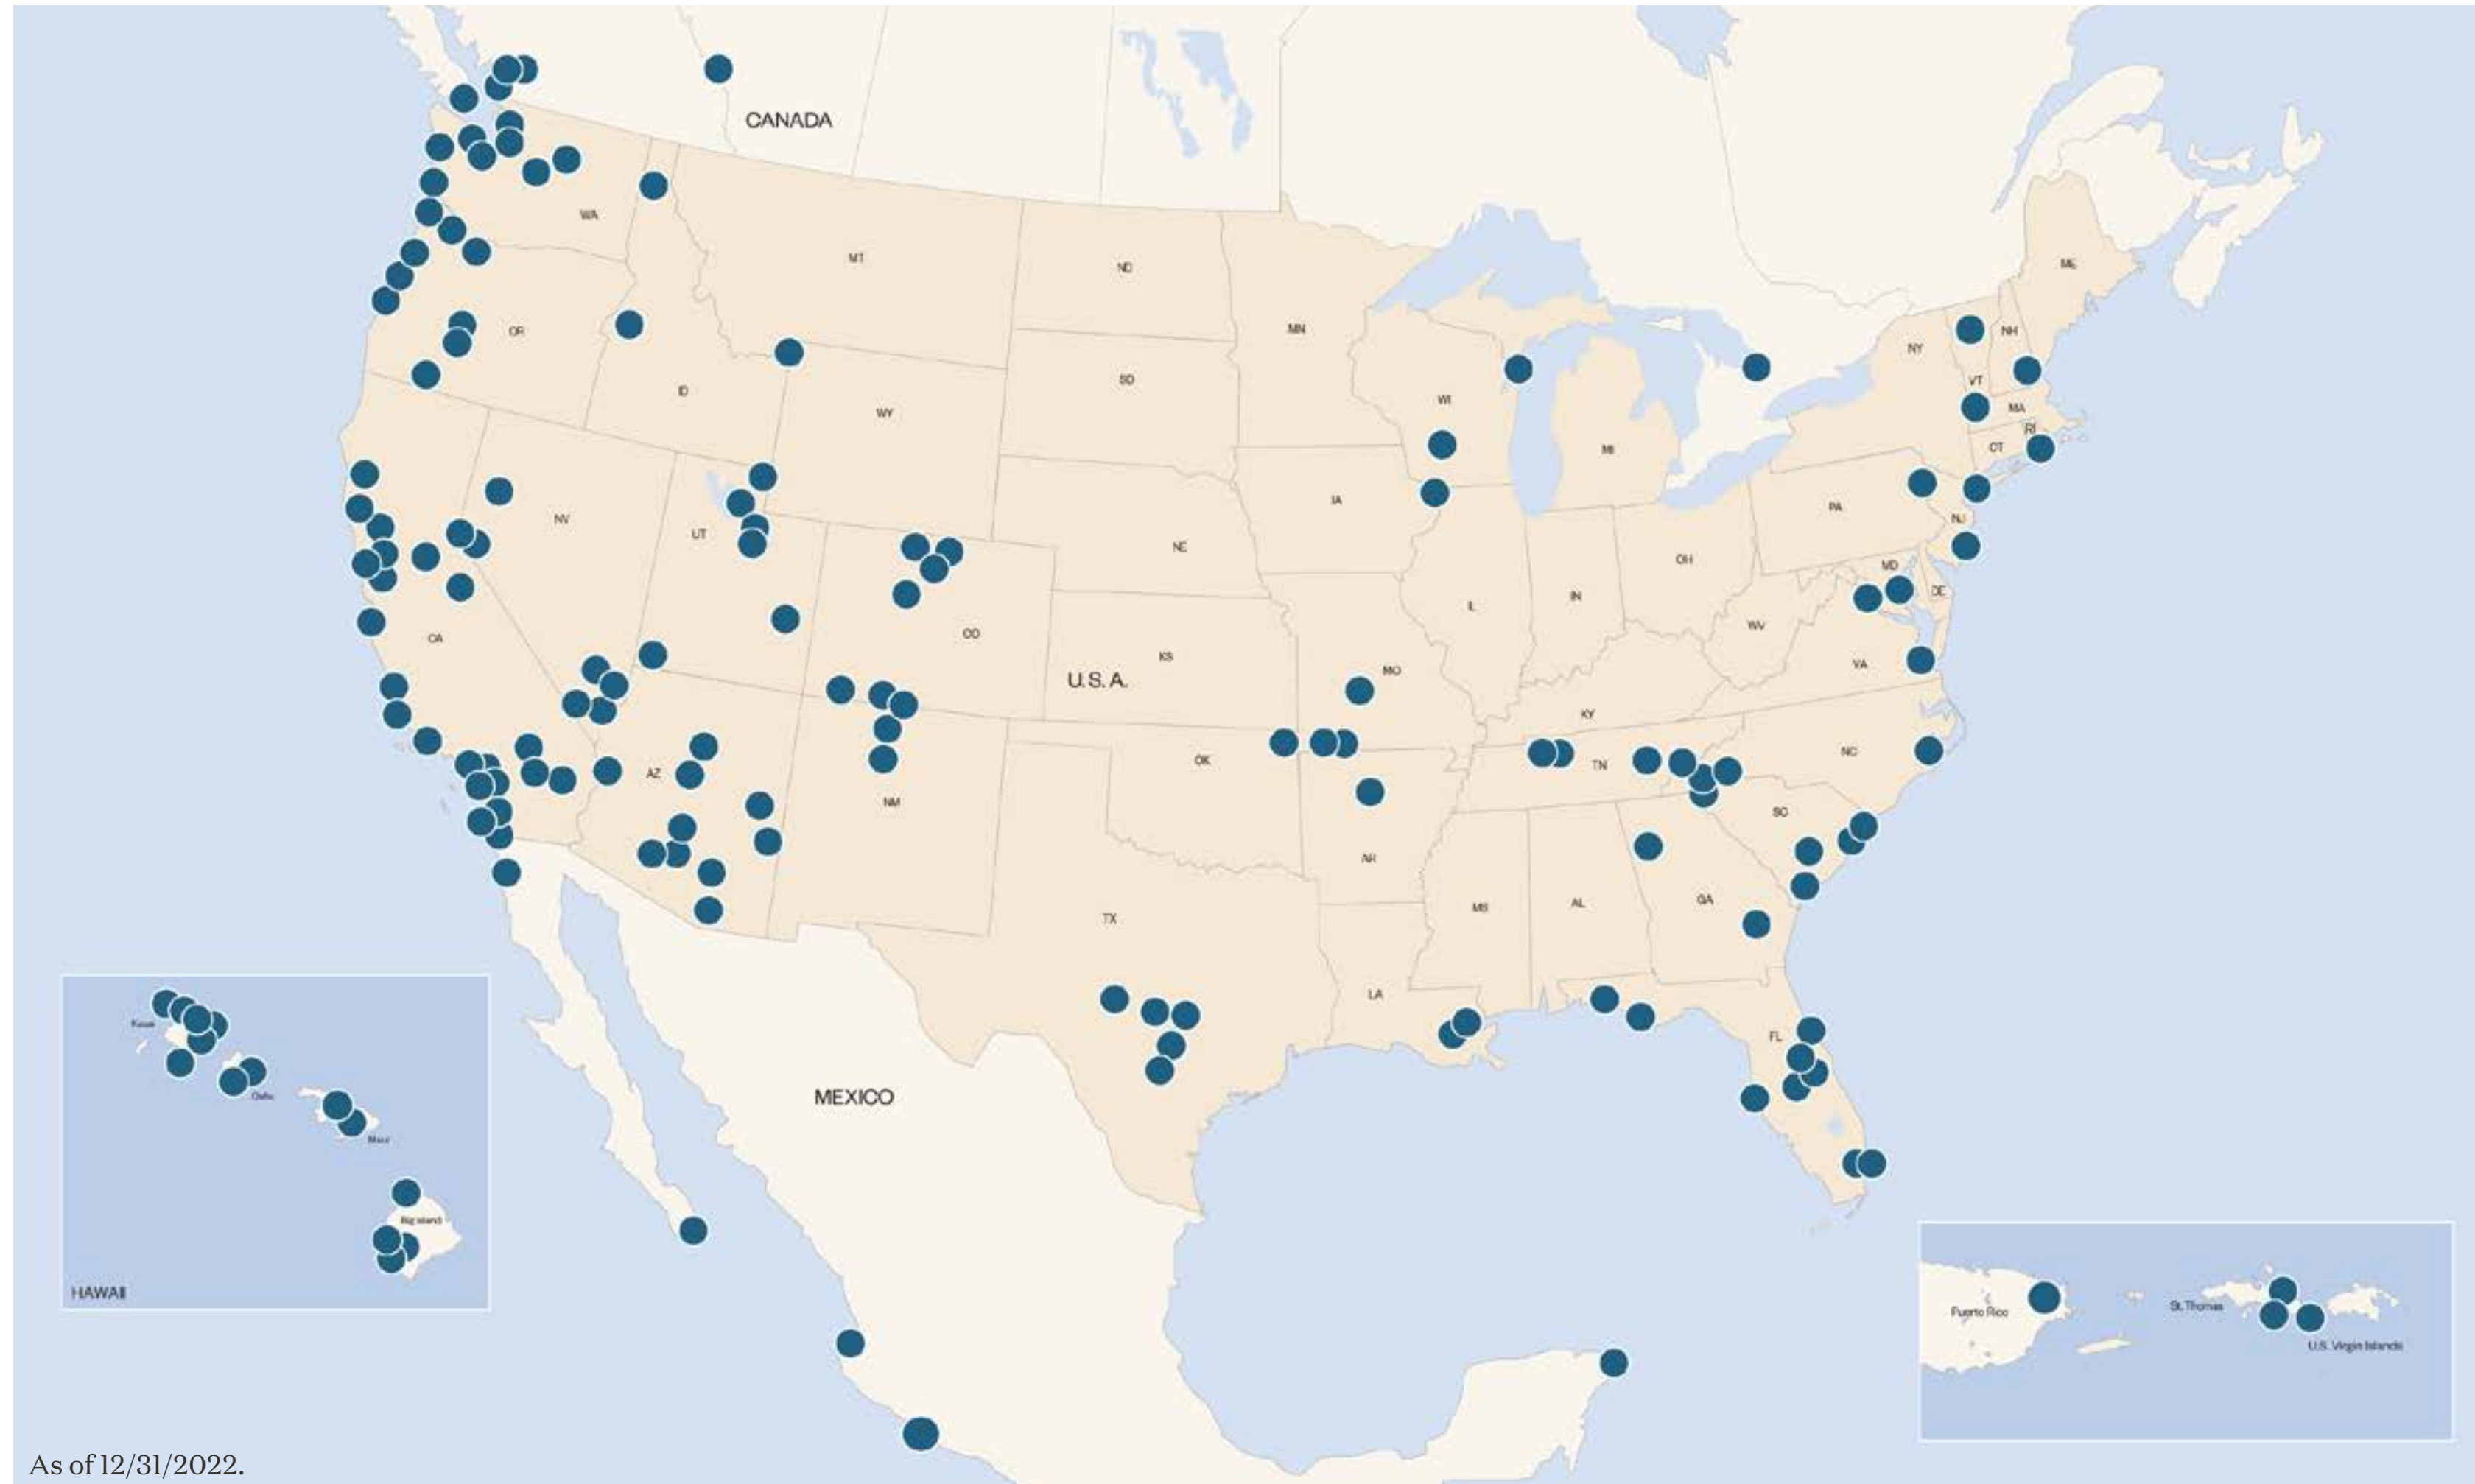 CANADA
WA
MT
ND
ME
MN
OR
NH
NY
SD
VT
ID
WI
MA
WY
RI
CT
MI
IA
PA
NV
NJ
UT
NE
OH
MD
DE
IL
IN
WV
CO
CA
KS
VA
MO
U.S.A.
KY
NC
OK
TN
AZ
NM
SC
AR
GA
AL
MS
TX
LA
Kauai
FL
Oahu
MEXICO
Maui
Big Island
HAWAII
St. Thomas
Puerto Rico
U.S. Virgin Islands
As of 12/31/2022.